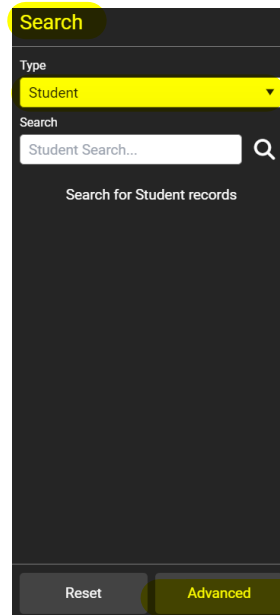 Search
Type
Student
Search
Student Search...
Search for Student records
Reset Advanced